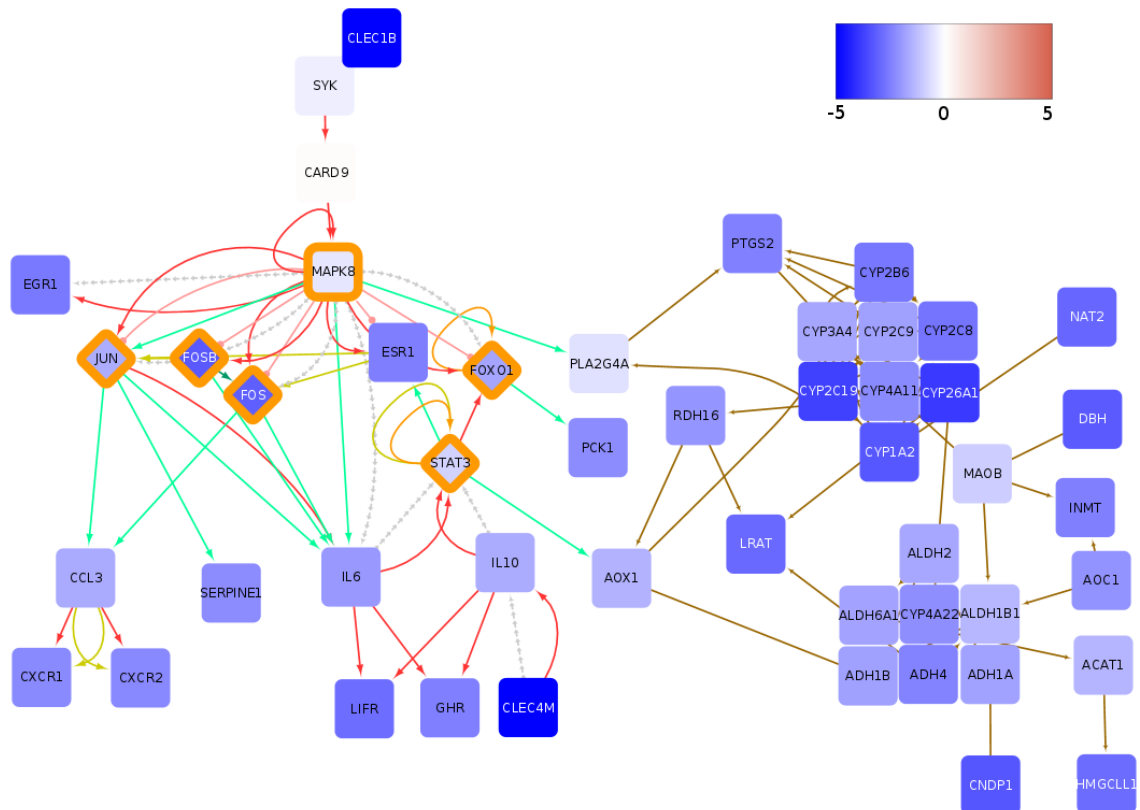 CLEC1B
SYK
-5
0
5
CARD9
PTGS2
MAPK8
CYP2B6
EGR1
NAT2
CYP3A4
CYP2C9
CYP2C8
JUN
FOSB
ESR1
FOXO1
PLA2G4A
FOS
CYP2C19
CYP4A11
CYP26A1
RDH16
DBH
PCK1
CYP1A2
STAT3
MAOB
INMT
LRAT
ALDH2
CCL3
SERPINE1
IL6
IL10
AOX1
AOC1
ALDH6A1
CYP4A22
ALDH1B1
CXCR1
CXCR2
ADH1B
ADH4
ADH1A
ACAT1
LIFR
GHR
CLEC4M
CNDP1
HMGCLL1